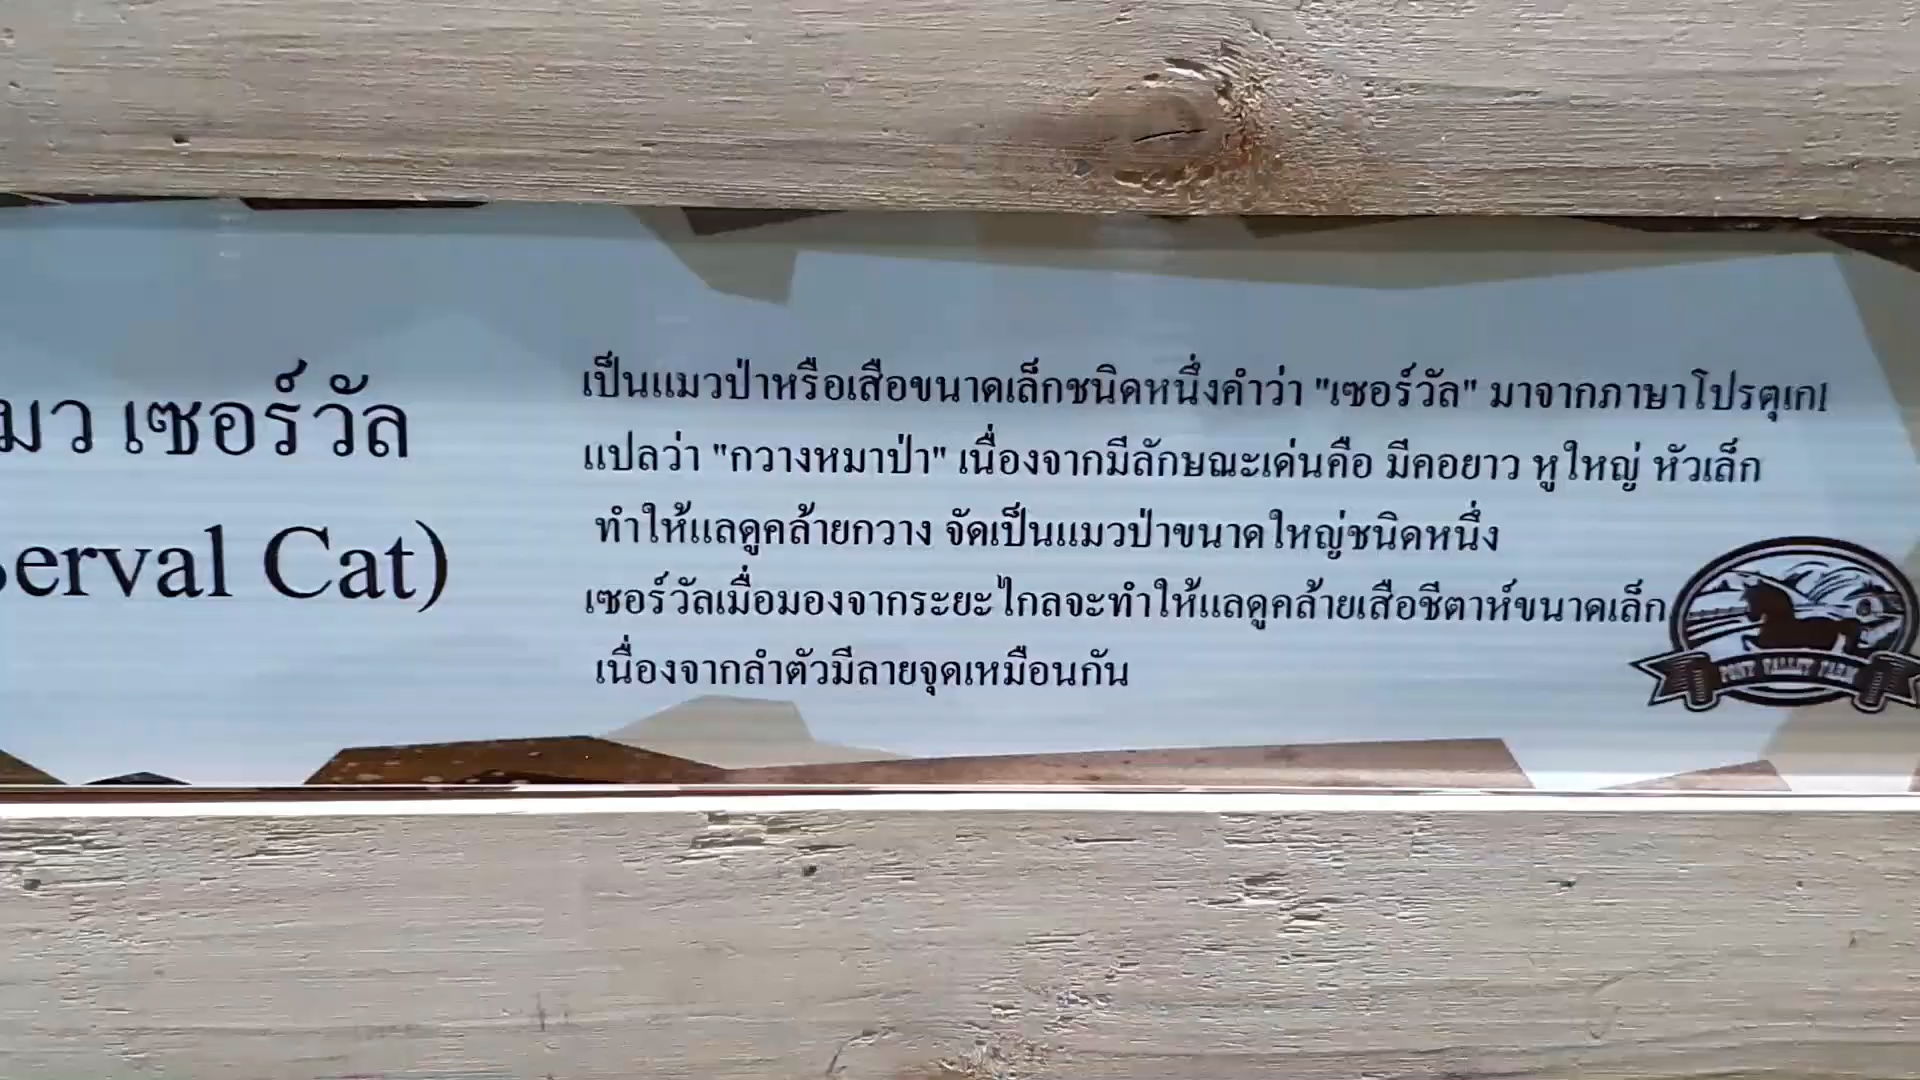 มว เซอร์วัล
erval Cat)
เป็นแมวป่าหรือเสือขนาดเล็กชนิดหนึ่งคำว่า "เซอร์วัล" มาจากภาษาโปรตุเก
แปลว่า "กวางหมาป่า" เนื่องจากมีลักษณะเด่นคือ มีคอยาว หูใหญ่ หัวเล็ก
ทำให้แลดูคล้ายกวาง จัดเป็นแมวป่าขนาดใหญ่ชนิดหนึ่ง
เซอร์วัลเมื่อมองจากระยะไกลจะทำให้แลดูคล้ายเสือชีตาห์ขนาดเล็ก
เนื่องจากลำตัวมีลายจุดเหมือนกัน
PONY VALLEY FARM